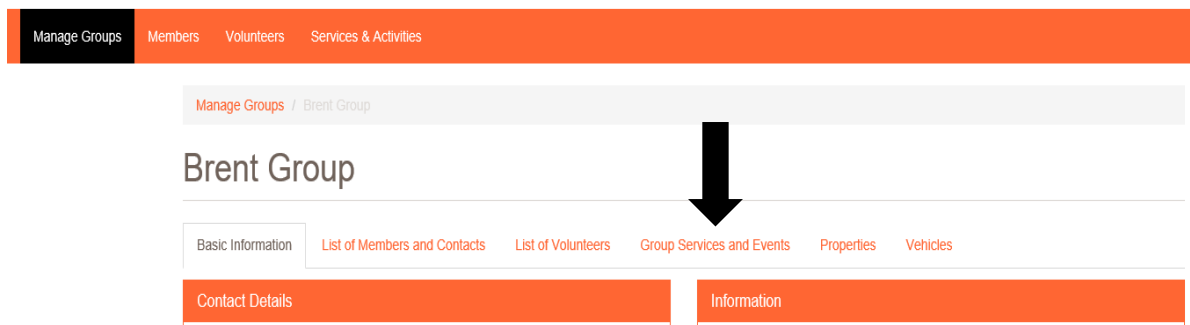 Manage Groups Members Volunteers Services & Activities
Manage Groups / Brent Group
Brent Group
Basic Information List of Members and Contacts List of Volunteers Group Services and Events Properties Vehicles
Contact Details Information